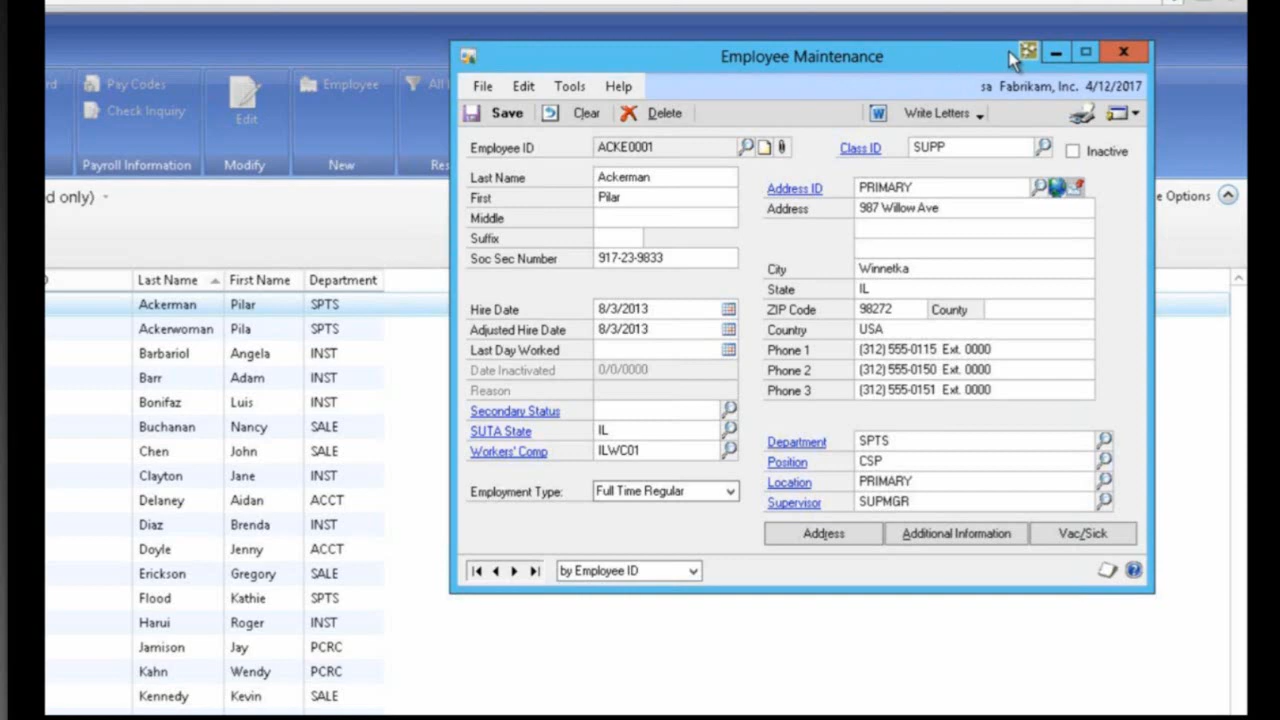 Employee Maintenance
File Edit Tools Help
sa Fabrikam, Inc. 4/12/2017
Save Clear Delete Write Letters
Employee ID ACKE0001 Class ID SUPP Inactive
Last Name Ackerman
First Pilar
Middle
Suffix
Soc Sec Number 917-23-9833
Hire Date 8/3/2013
Adjusted Hire Date 8/3/2013
Last Day Worked
Date Inactivated 0/0/0000
Reason
Secondary Status
SUTA State IL
Workers' Comp ILWC01
Employment Type: Full Time Regular
Address ID PRIMARY
Address 987 Willow Ave
City Winnetka
State IL
ZIP Code 98272 County
Country USA
Phone 1 (312) 555-0115 Ext. 0000
Phone 2 (312) 555-0150 Ext. 0000
Phone 3 (312) 555-0151 Ext. 0000
Department SPTS
Position CSP
Location PRIMARY
Supervisor SUPMGR
Address Additional Information Vac/Sick
by Employee ID
rd Pay Codes Employee All
Check Inquiry Edit
Payroll Information Modify New Res
d only) e Options
Last Name First Name Department
Ackerman Pilar SPTS
Ackerwoman Pila SPTS
Barbariol Angela INST
Barr Adam INST
Bonifaz Luis INST
Buchanan Nancy SALE
Chen John SALE
Clayton Jane INST
Delaney Aidan ACCT
Diaz Brenda INST
Doyle Jenny ACCT
Erickson Gregory SALE
Flood Kathie SPTS
Harui Roger INST
Jamison Jay PCRC
Kahn Wendy PCRC
Kennedy Kevin SALE